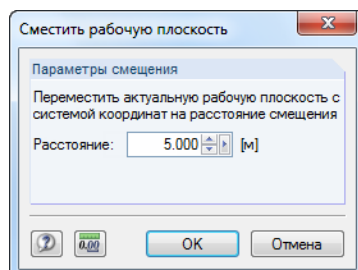 Сместить рабочую плоскость
Параметры смещения
Переместить актуальную рабочую плоскость с
системой координат на расстояние смещения
Расстояние: 5.000 [м]
0.00 OK Отмена